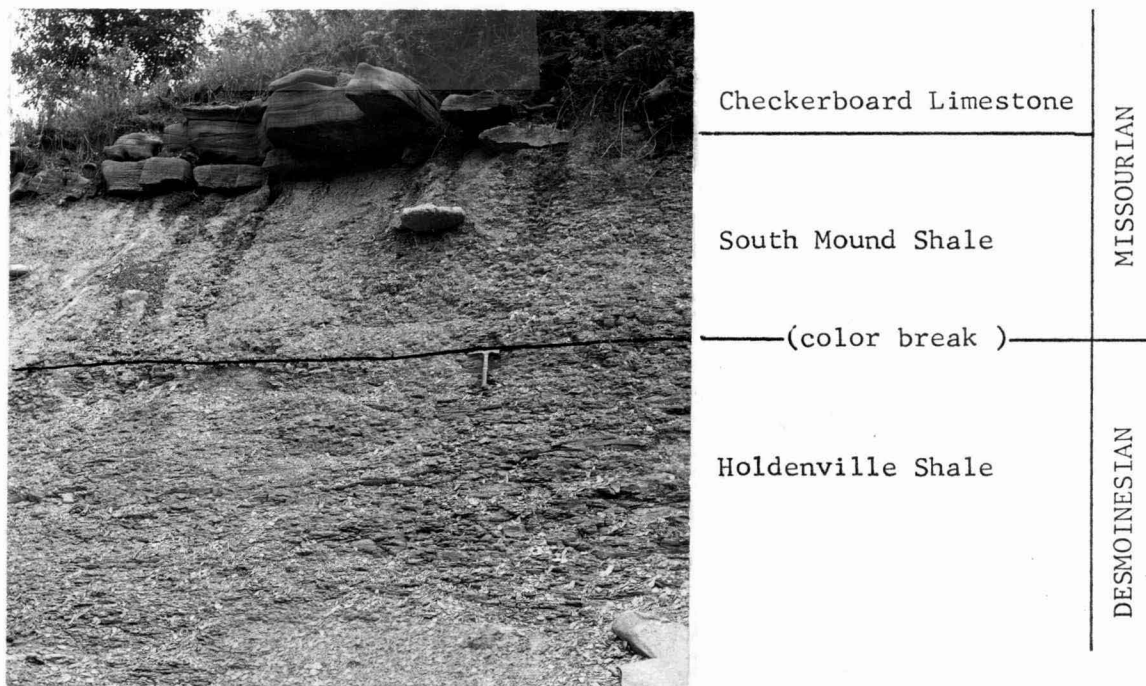 Checkerboard Limestone
South Mound Shale
(color break )
Holdenville Shale
MISSOURIAN
DESMOINESIAN